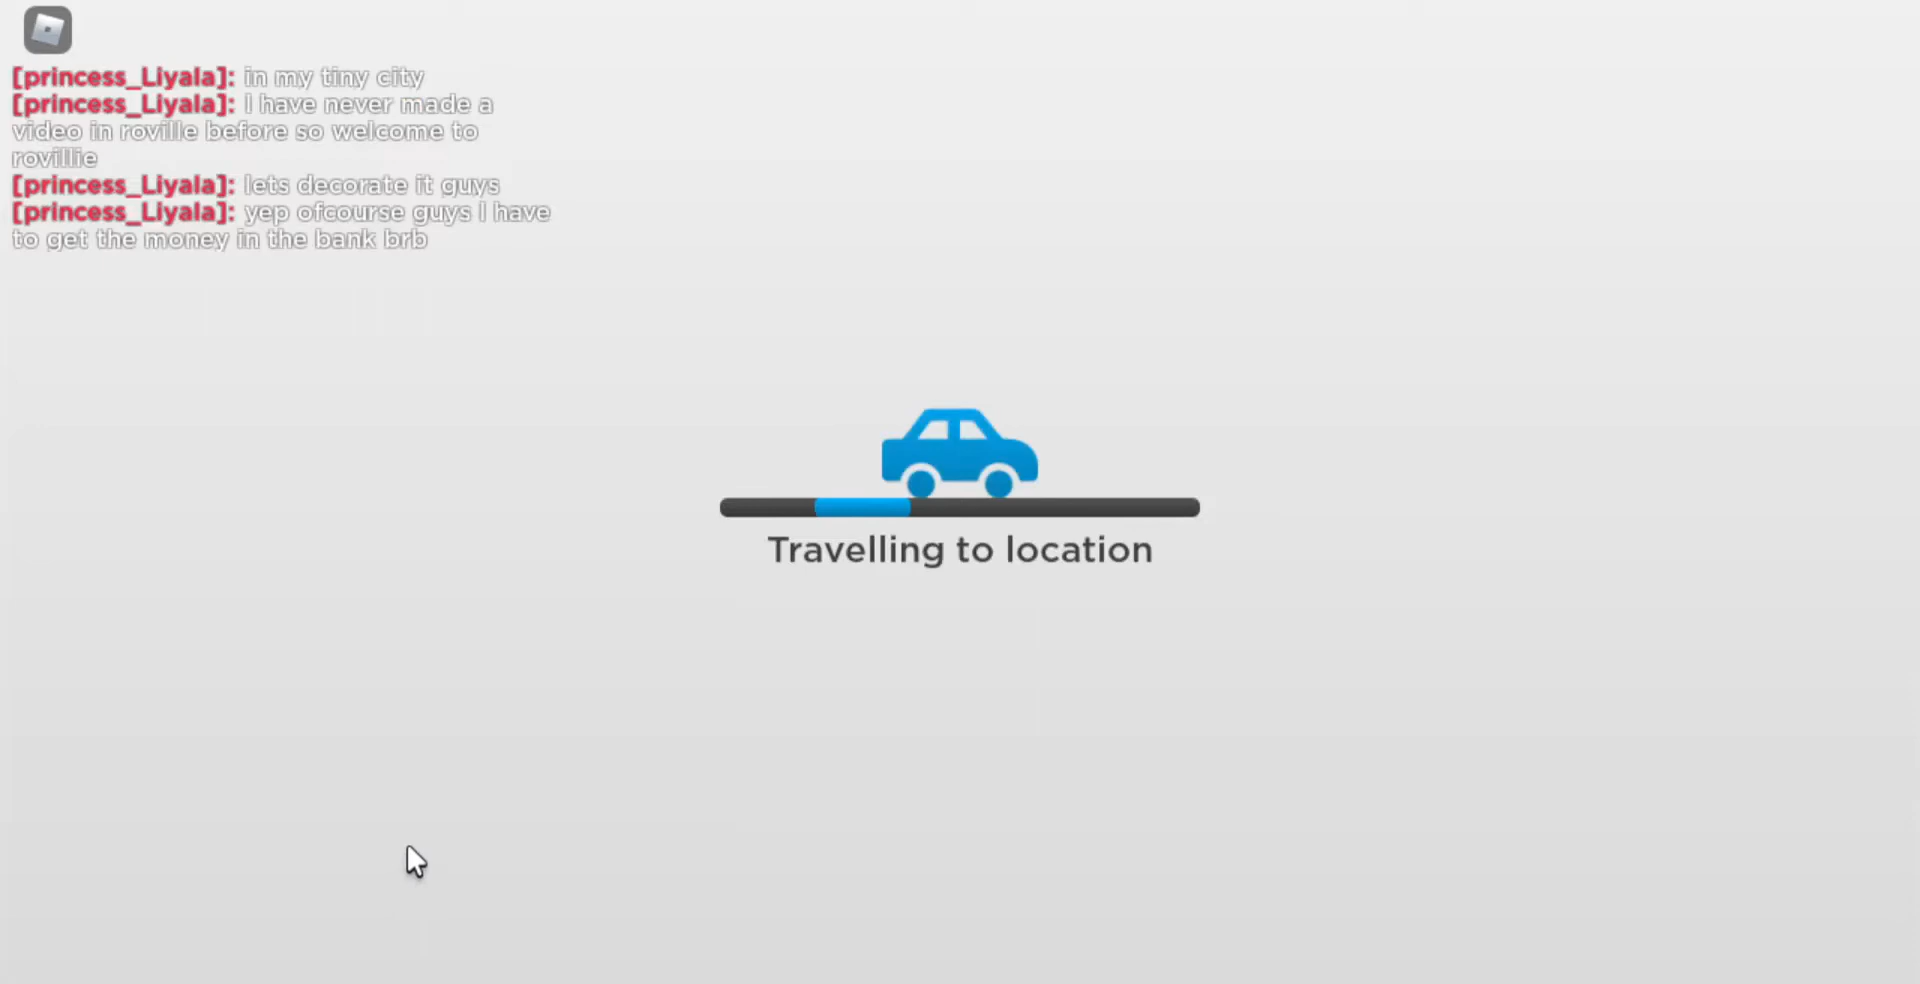 [princess_Liyala]: in my tiny city
[princess_Liyala]: I have never made a
video in roville before so welcome to
rovillie
[princess_Liyala]: lets decorate it guys
[princess_Liyala]: yep ofcourse guys I have
to get the money in the bank brb
Travelling to location